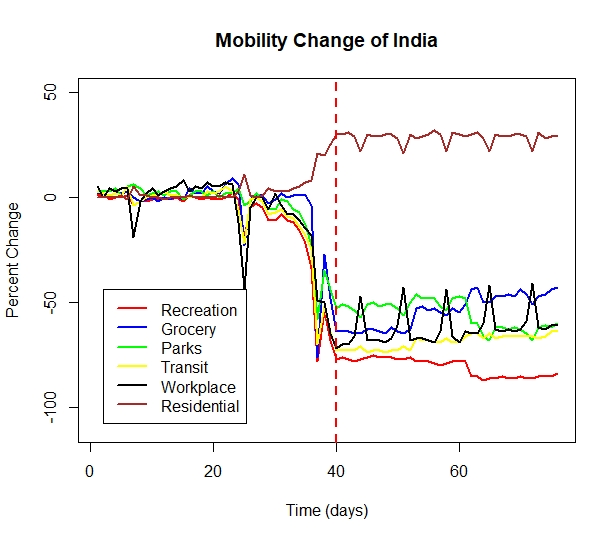 Mobility Change of India
50
0
-50
-100
Percent Change
Recreation
Grocery
Parks
Transit
Workplace
Residential
0 20 40 60
Time (days)